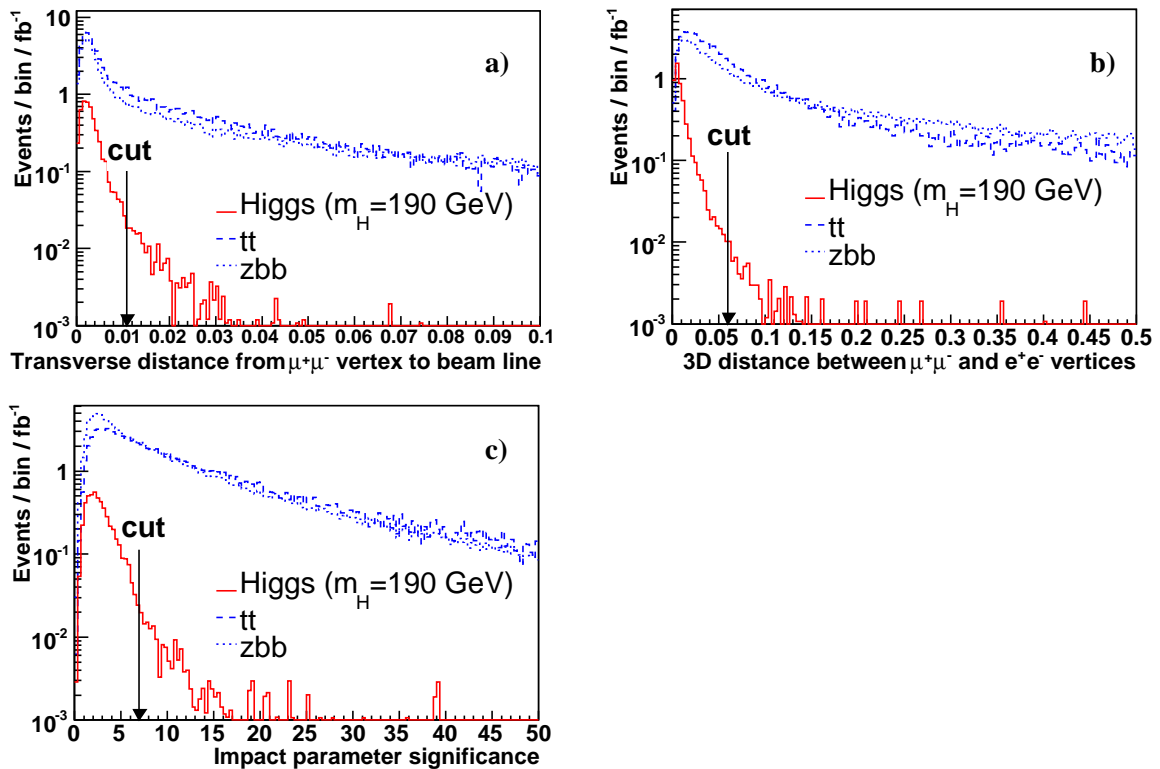 a)
Events / bin / fb-1
10
1
10-1
10-2
10-3
cut
Higgs (m_H=190 GeV)
tt
zbb
0 0.01 0.02 0.03 0.04 0.05 0.06 0.07 0.08 0.09 0.1
Transverse distance from μ+μ- vertex to beam line
b)
Events / bin / fb-1
1
10-1
10-2
10-3
cut
Higgs (m_H=190 GeV)
tt
zbb
0 0.05 0.1 0.15 0.2 0.25 0.3 0.35 0.4 0.45 0.5
3D distance between μ+μ- and e+e- vertices
c)
Events / bin / fb-1
1
10-1
10-2
10-3
cut
Higgs (m_H=190 GeV)
tt
zbb
0 5 10 15 20 25 30 35 40 45 50
Impact parameter significance